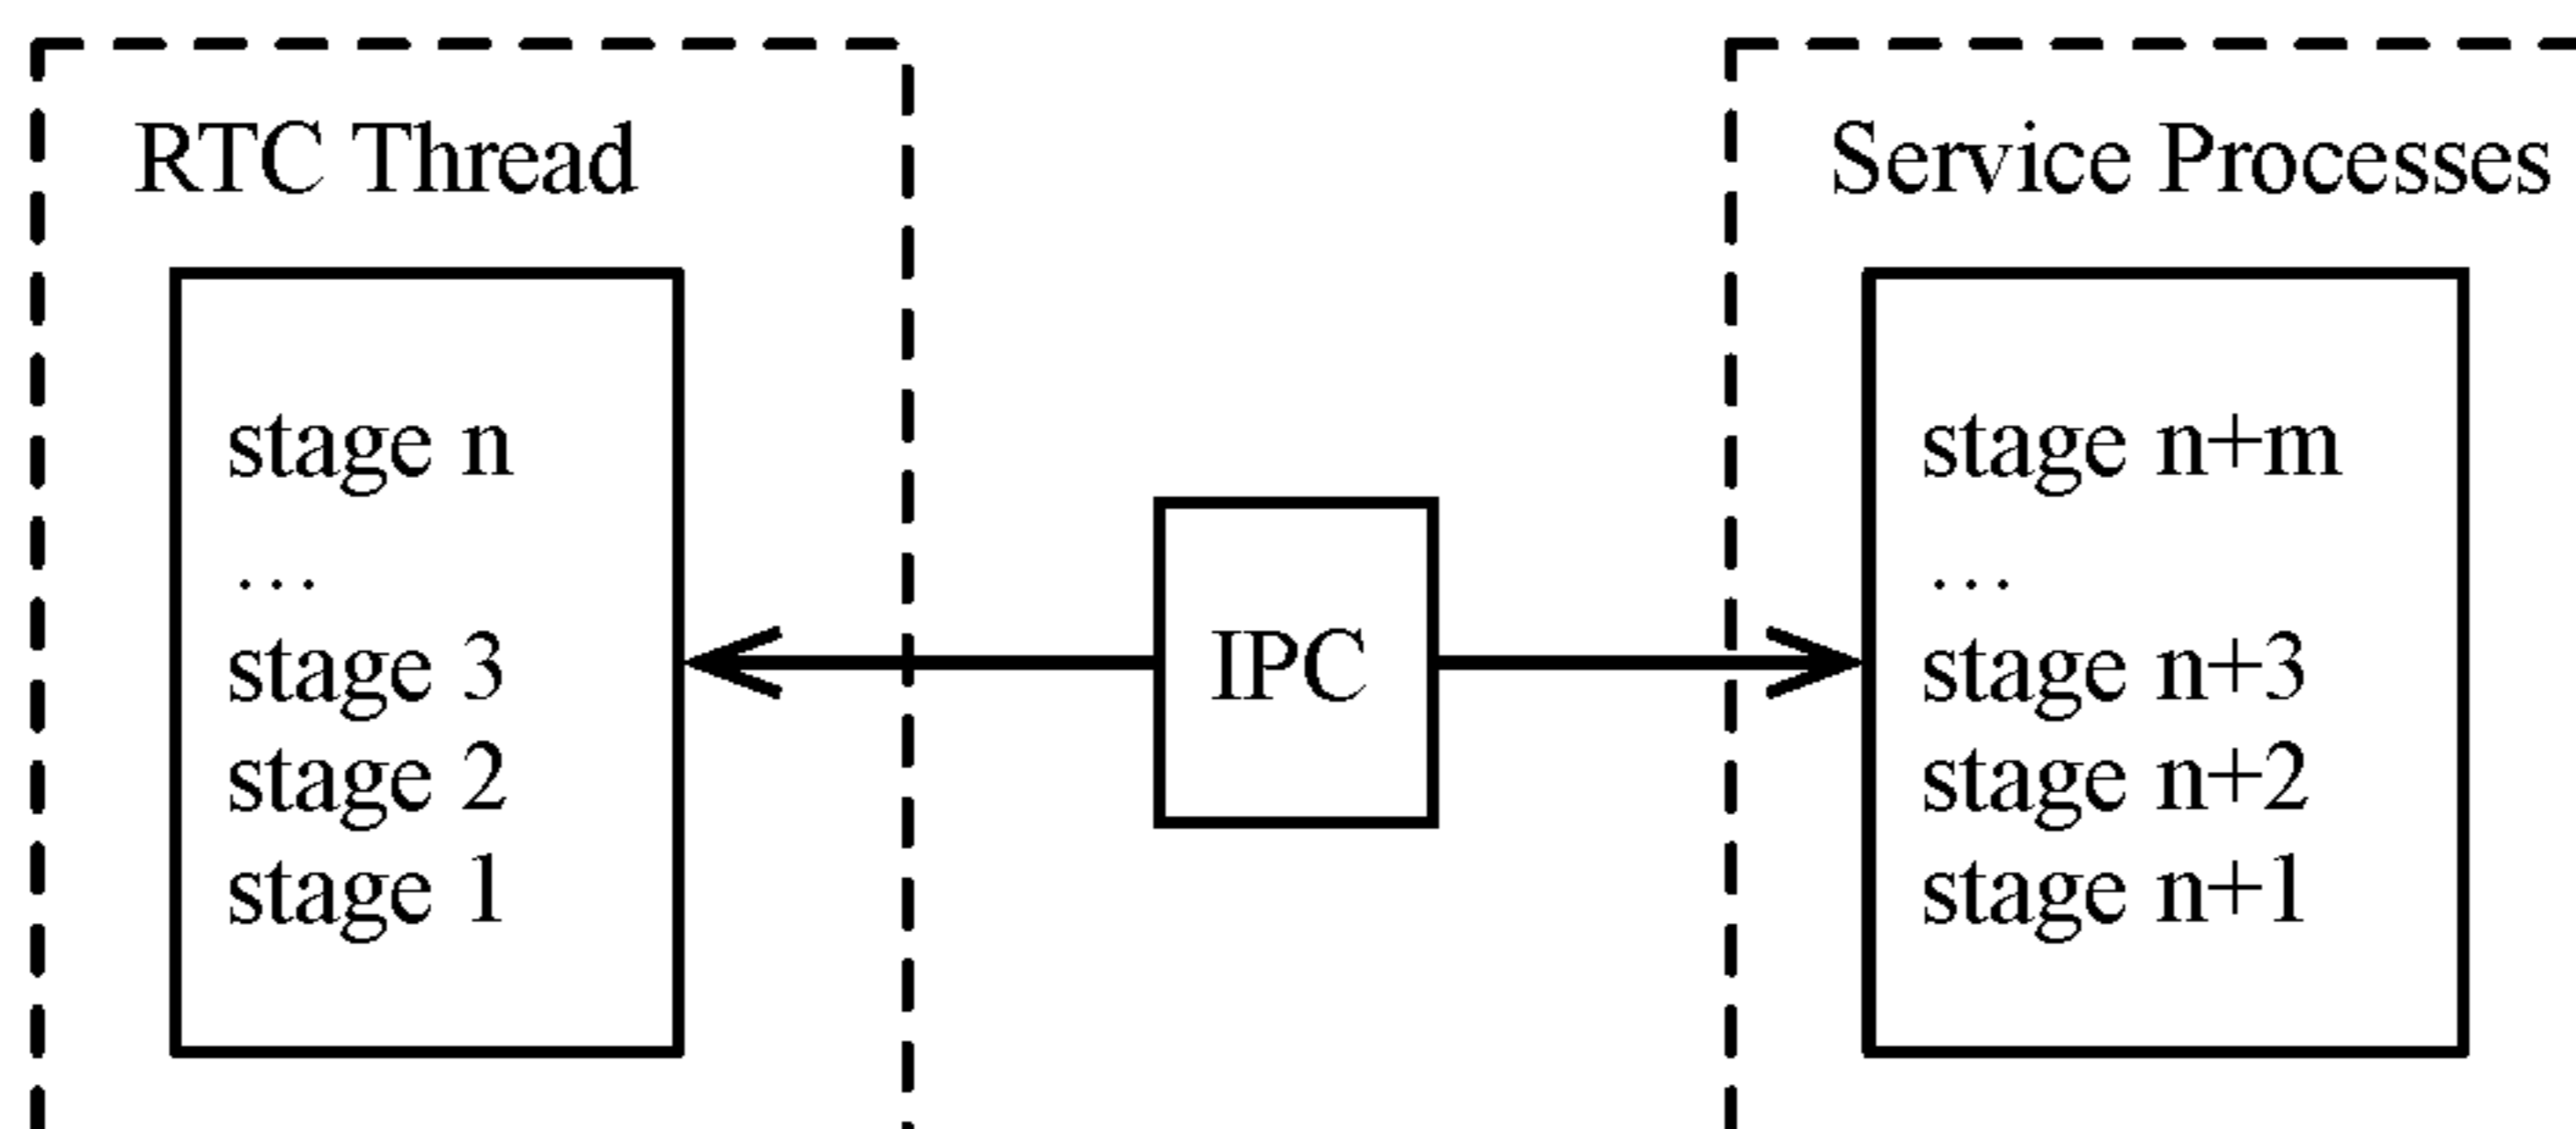 RTC Thread
stage n
...
stage 3
stage 2
stage 1
IPC
Service Processes
stage n+m
...
stage n+3
stage n+2
stage n+1